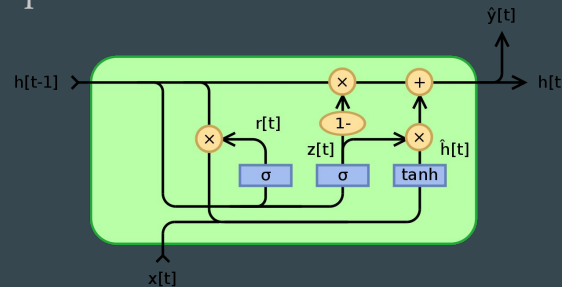 ŷ[t]
h[t-1]
×
+
h[t
r[t]
1-
×
z[t]
×
ĥ[t]
σ
σ
tanh
x[t]